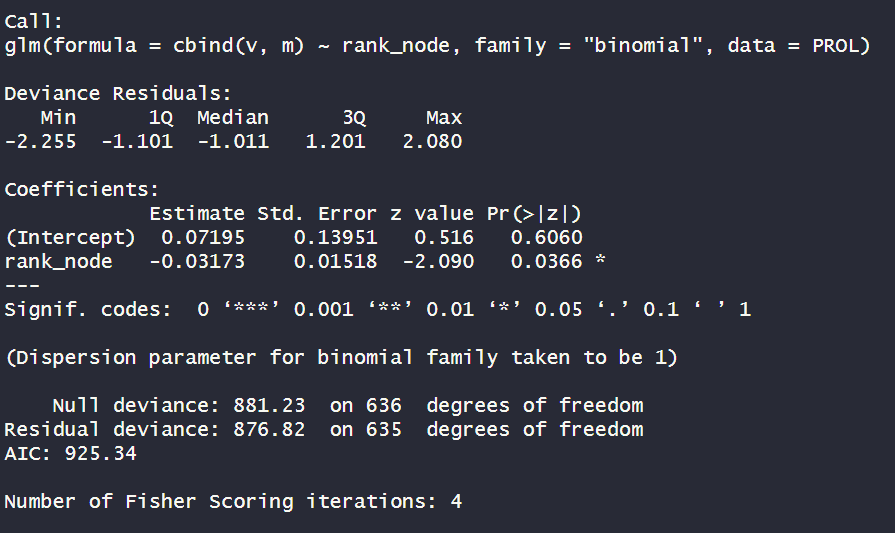 Call:
glm(formula = cbind(v, m) ~ rank_node, family = "binomial", data = PROL)
Deviance Residuals:
   Min      1Q  Median      3Q     Max
-2.255  -1.101  -1.011   1.201   2.080
Coefficients:
            Estimate Std. Error z value Pr(>|z|)
(Intercept)  0.07195    0.13951   0.516   0.6060
rank_node   -0.03173    0.01518  -2.090   0.0366 *
---
Signif. codes:  0 ‘***’ 0.001 ‘**’ 0.01 ‘*’ 0.05 ‘.’ 0.1 ‘ ’ 1
(Dispersion parameter for binomial family taken to be 1)
    Null deviance: 881.23  on 636  degrees of freedom
Residual deviance: 876.82  on 635  degrees of freedom
AIC: 925.34
Number of Fisher Scoring iterations: 4